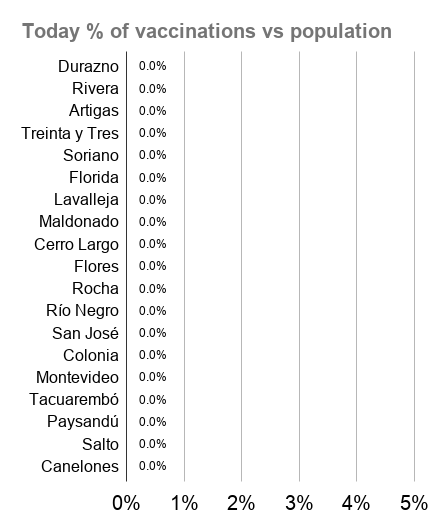 Today % of vaccinations vs population
Durazno 0.0%
Rivera 0.0%
Artigas 0.0%
Treinta y Tres 0.0%
Soriano 0.0%
Florida 0.0%
Lavalleja 0.0%
Maldonado 0.0%
Cerro Largo 0.0%
Flores 0.0%
Rocha 0.0%
Río Negro 0.0%
San José 0.0%
Colonia 0.0%
Montevideo 0.0%
Tacuarembó 0.0%
Paysandú 0.0%
Salto 0.0%
Canelones 0.0%
0% 1% 2% 3% 4% 5%